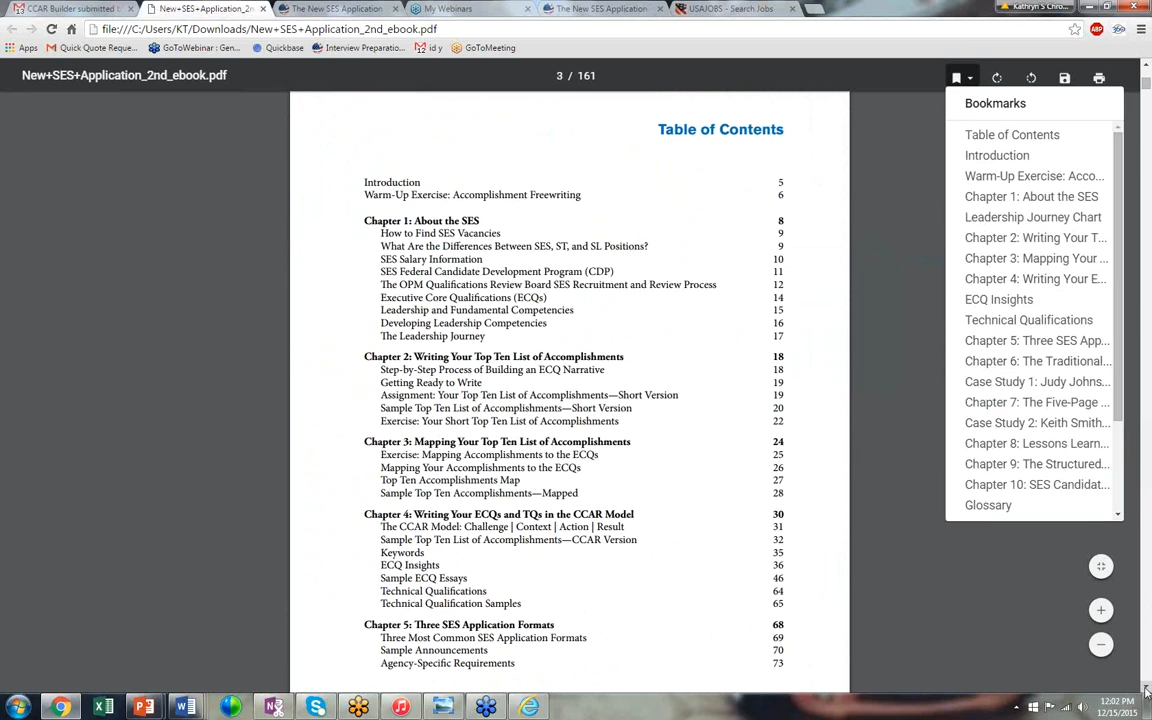 CCAR Builder submitted b
New+SES+Application_2n
The New SES Application
My Webinars
The New SES Application
USAJOBS - Search Jobs
Kathryn S Chro...
file:///C:/Users/KT/Downloads/New+SES+Application_2nd_ebook.pdf
Apps
Quick Quote Reque...
GoToWebinar : Gen...
Quickbase
Interview Preparatio...
id y
GoToMeeting
New+SES+Application_2nd_ebook.pdf
3 / 161
Table of Contents
Introduction 5
Warm-Up Exercise: Accomplishment Freewriting 6
Chapter 1: About the SES 8
How to Find SES Vacancies 9
What Are the Differences Between SES, ST, and SL Positions? 9
SES Salary Information 10
SES Federal Candidate Development Program (CDP) 11
The OPM Qualifications Review Board SES Recruitment and Review Process 12
Executive Core Qualifications (ECQs) 14
Leadership and Fundamental Competencies 15
Developing Leadership Competencies 16
The Leadership Journey 17
Chapter 2: Writing Your Top Ten List of Accomplishments 18
Step-by-Step Process of Building an ECQ Narrative 18
Getting Ready to Write 19
Assignment: Your Top Ten List of Accomplishments—Short Version 19
Sample Top Ten List of Accomplishments—Short Version 20
Exercise: Your Short Top Ten List of Accomplishments 22
Chapter 3: Mapping Your Top Ten List of Accomplishments 24
Exercise: Mapping Accomplishments to the ECQs 25
Mapping Your Accomplishments to the ECQs 26
Top Ten Accomplishments Map 27
Sample Top Ten Accomplishments—Mapped 28
Chapter 4: Writing Your ECQs and TQs in the CCAR Model 30
The CCAR Model: Challenge | Context | Action | Result 31
Sample Top Ten List of Accomplishments—CCAR Version 32
Keywords 35
ECQ Insights 36
Sample ECQ Essays 46
Technical Qualifications 64
Technical Qualification Samples 65
Chapter 5: Three SES Application Formats 68
Three Most Common SES Application Formats 69
Sample Announcements 70
Agency-Specific Requirements 73
Bookmarks
Table of Contents
Introduction
Warm-Up Exercise: Acco...
Chapter 1: About the SES
Leadership Journey Chart
Chapter 2: Writing Your T...
Chapter 3: Mapping Your ...
Chapter 4: Writing Your E...
ECQ Insights
Technical Qualifications
Chapter 5: Three SES App...
Chapter 6: The Traditional...
Case Study 1: Judy Johns...
Chapter 7: The Five-Page ...
Case Study 2: Keith Smith...
Chapter 8: Lessons Learn...
Chapter 9: The Structured...
Chapter 10: SES Candidat...
Glossary
12:02 PM
12/15/2015